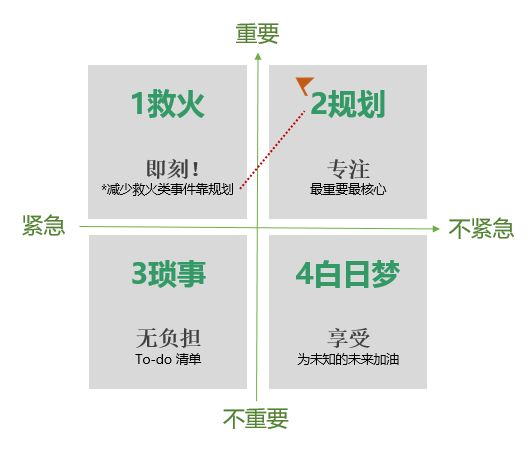 重要
1救火
即刻！
*减少救火类事件靠规划
2规划
专注
最重要最核心
紧急
不紧急
3琐事
无负担
To-do 清单
4白日梦
享受
为未知的未来加油
不重要